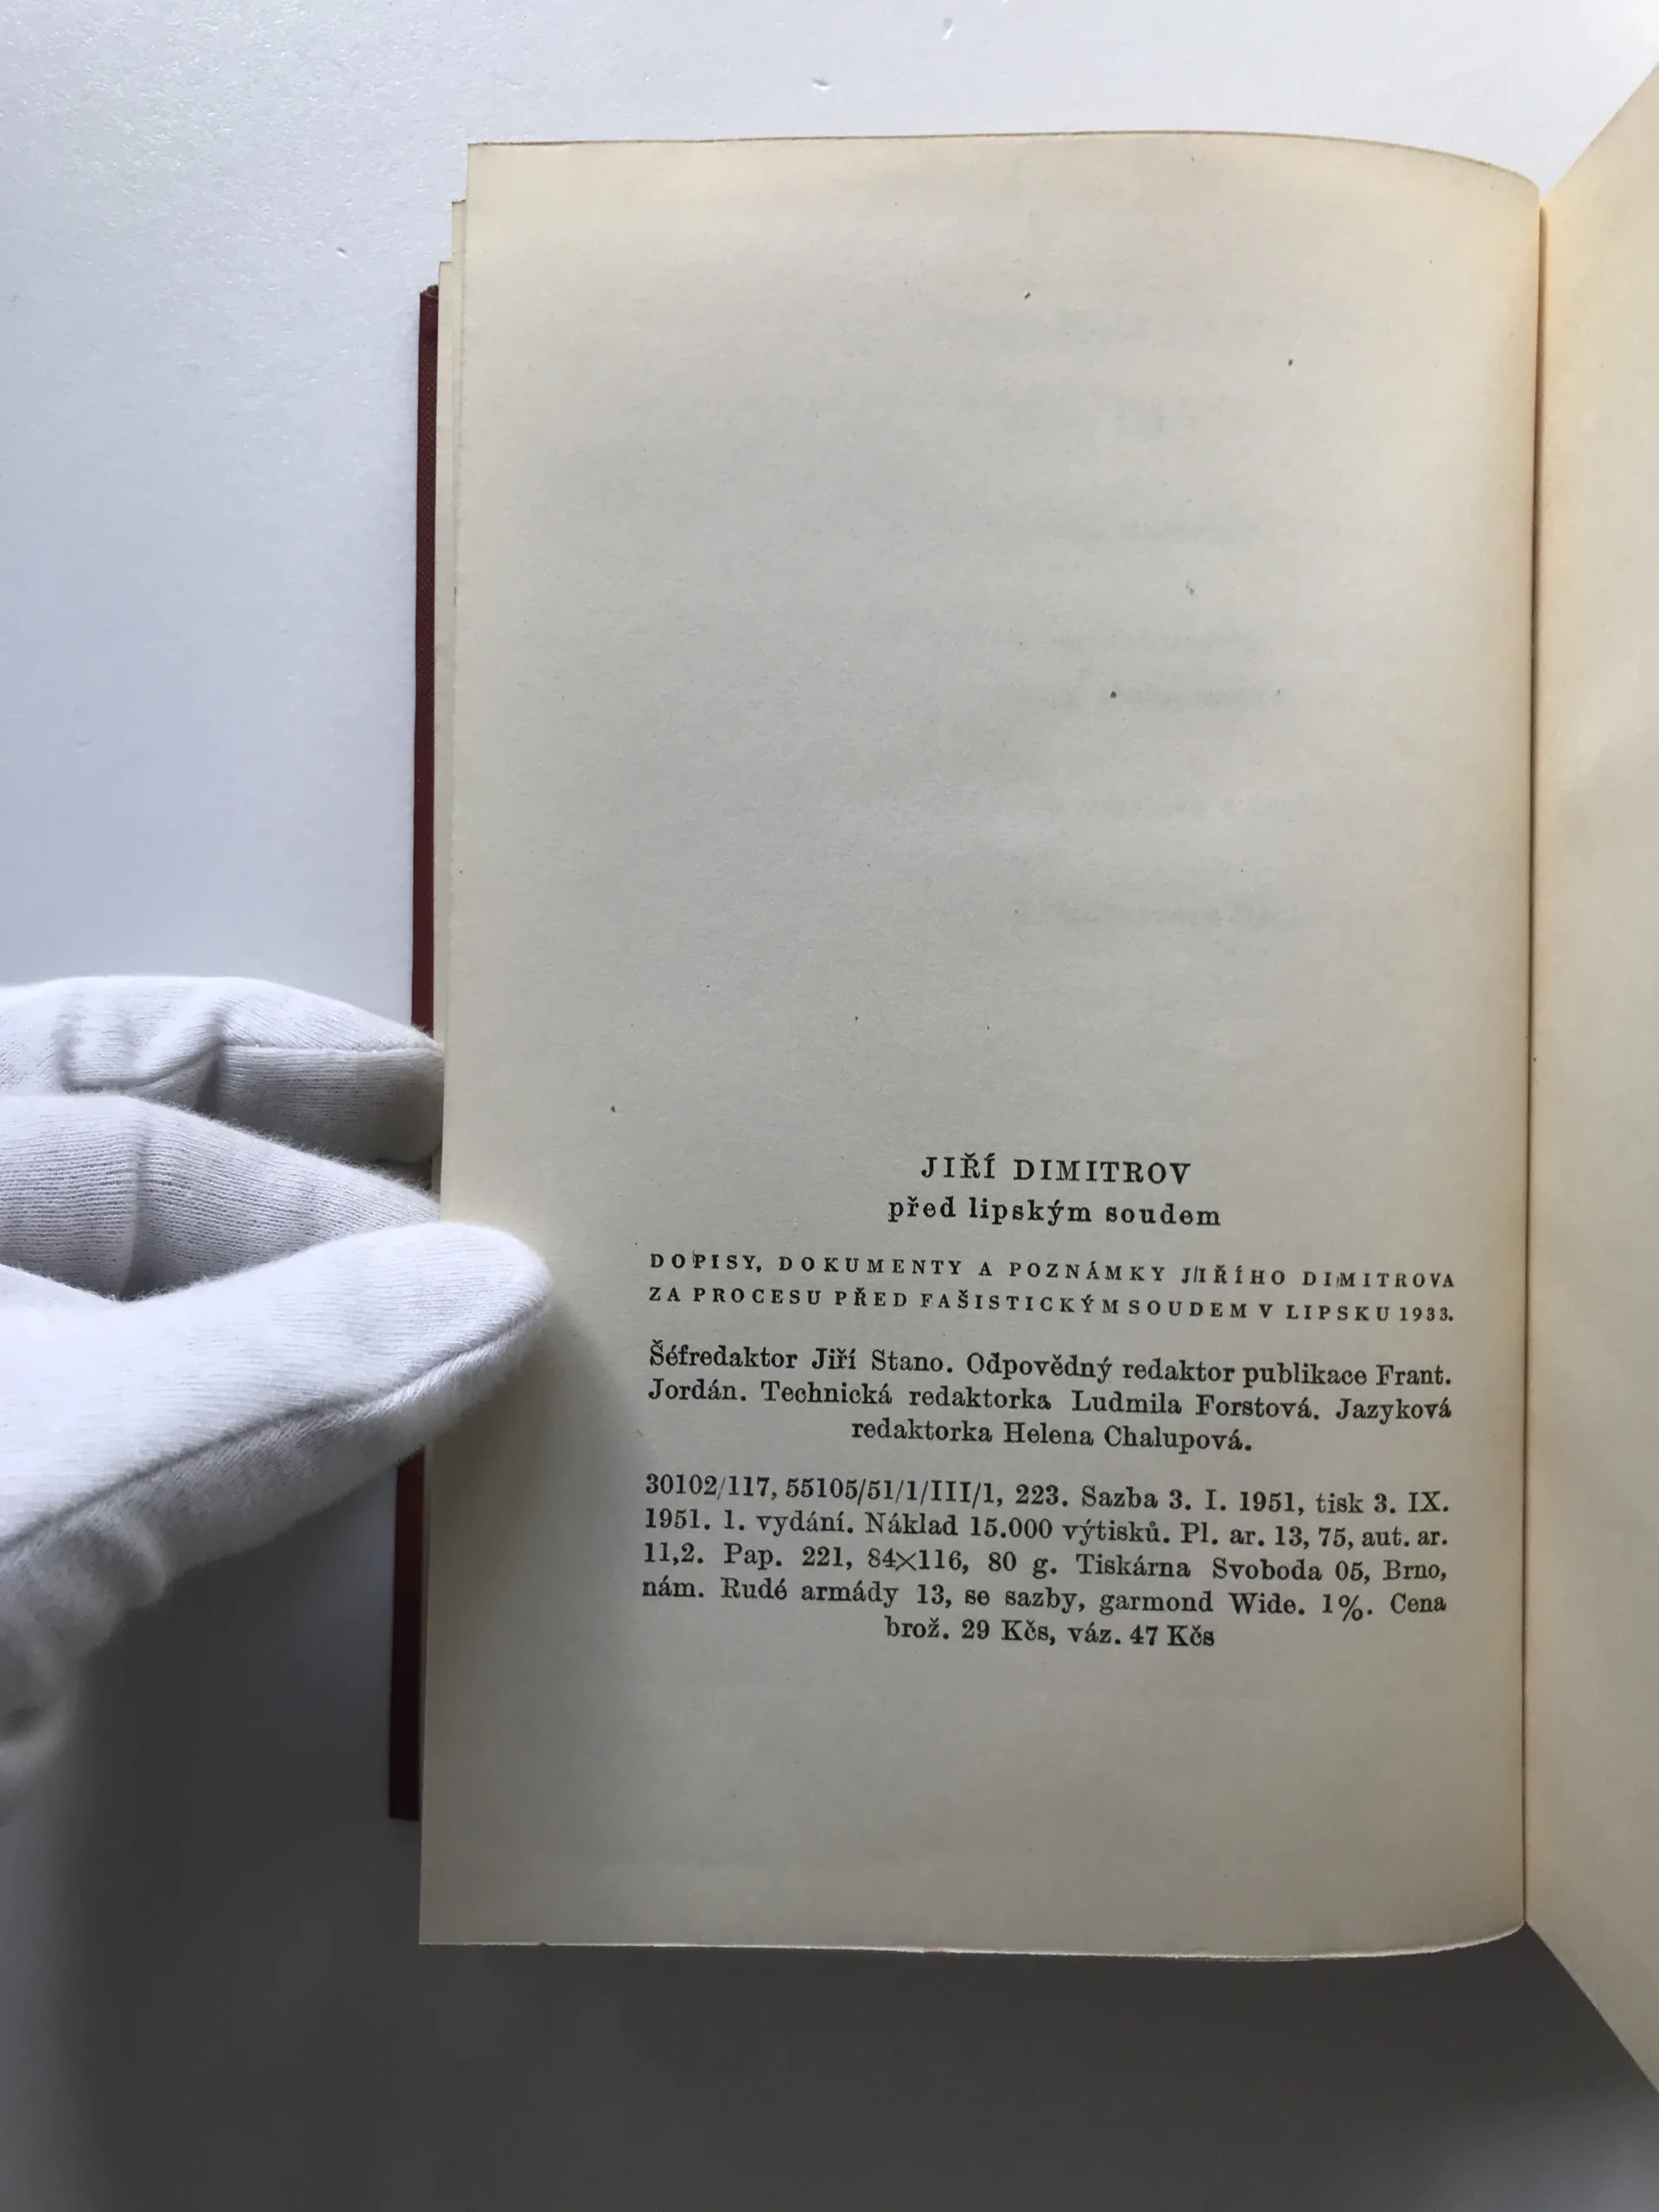 JIŘÍ DIMITROV
před lipským soudem
DOPISY, DOKUMENTY A POZNÁMKY JIŘÍHO DIMITROVA
ZA PROCESU PŘED FAŠISTICKÝM SOUDEM V LIPSKU 1933.
Šéfredaktor Jiří Stano. Odpovědný redaktor publikace Frant.
Jordán. Technická redaktorka Ludmila Forstová. Jazyková
redaktorka Helena Chalupová.
30102/117, 55105/51/1/III/1, 223. Sazba 3. I. 1951, tisk 3. IX.
1951. 1. vydání. Náklad 15.000 výtisků. Pl. ar. 13, 75, aut. ar.
11,2. Pap. 221, 84×116, 80 g. Tiskárna Svoboda 05, Brno,
nám. Rudé armády 13, se sazby, garmond Wide. 1%. Cena
brož. 29 Kčs, váz. 47 Kčs